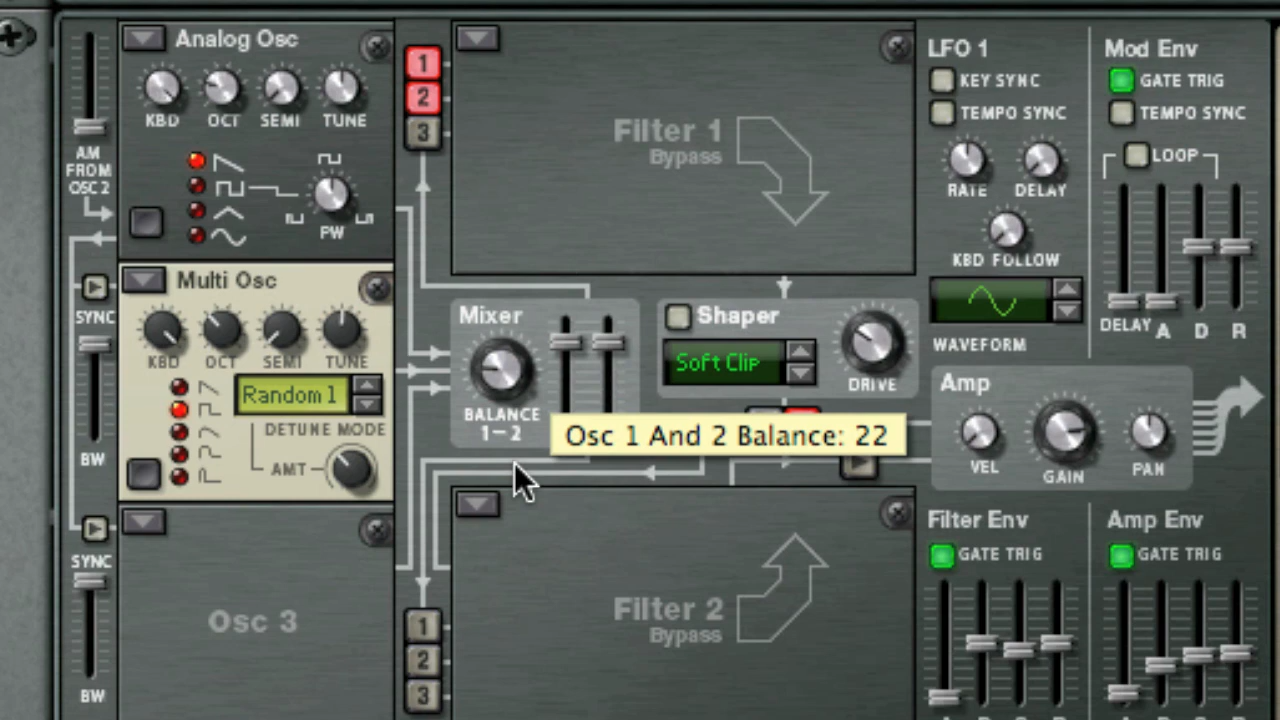 Analog Osc
KBD OCT SEMI TUNE
AM
FROM
OSC 2
PW
SYNC
BW
Multi Osc
KBD OCT SEMI TUNE
Random 1
DETUNE MODE
AMT
SYNC
BW
Osc 3
1
2
3
Filter 1
Bypass
Mixer
BALANCE
1–2
Shaper
Soft Clip
DRIVE
Osc 1 And 2 Balance: 22
Filter 2
Bypass
1
2
3
LFO 1
KEY SYNC
TEMPO SYNC
RATE DELAY
KBD FOLLOW
WAVEFORM
Mod Env
GATE TRIG
TEMPO SYNC
LOOP
DELAY A D R
Amp
VEL GAIN PAN
Filter Env
GATE TRIG
Amp Env
GATE TRIG